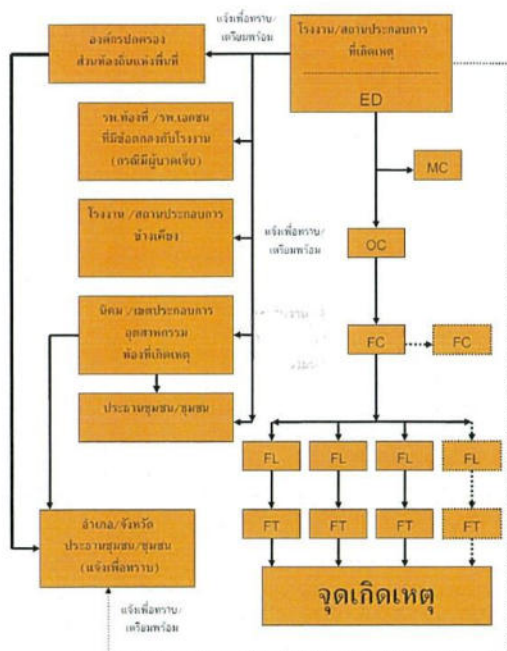 แจ้งเพื่อทราบ/
เตรียมพร้อม
องค์กรปกครอง
ส่วนท้องถิ่นแห่งพื้นที่
โรงงาน/สถานประกอบการ
ที่เกิดเหตุ
ED
รพ.ท้องที่ /รพ.เอกชน
ที่มีข้อตกลงกับโรงงาน
(กรณีมีผู้บาดเจ็บ)
MC
โรงงาน /สถานประกอบการ
ข้างเคียง
แจ้งเพื่อทราบ/
เตรียมพร้อม
OC
นิคม /เขตประกอบการ
อุตสาหกรรม
ท้องที่เกิดเหตุ
FC
FC
ประธานชุมชน/ชุมชน
FL
FL
FL
FL
FT
FT
FT
FT
อำเภอ/จังหวัด
ประธานชุมชน/ชุมชน
(แจ้งเพื่อทราบ)
จุดเกิดเหตุ
แจ้งเพื่อทราบ/
เตรียมพร้อม